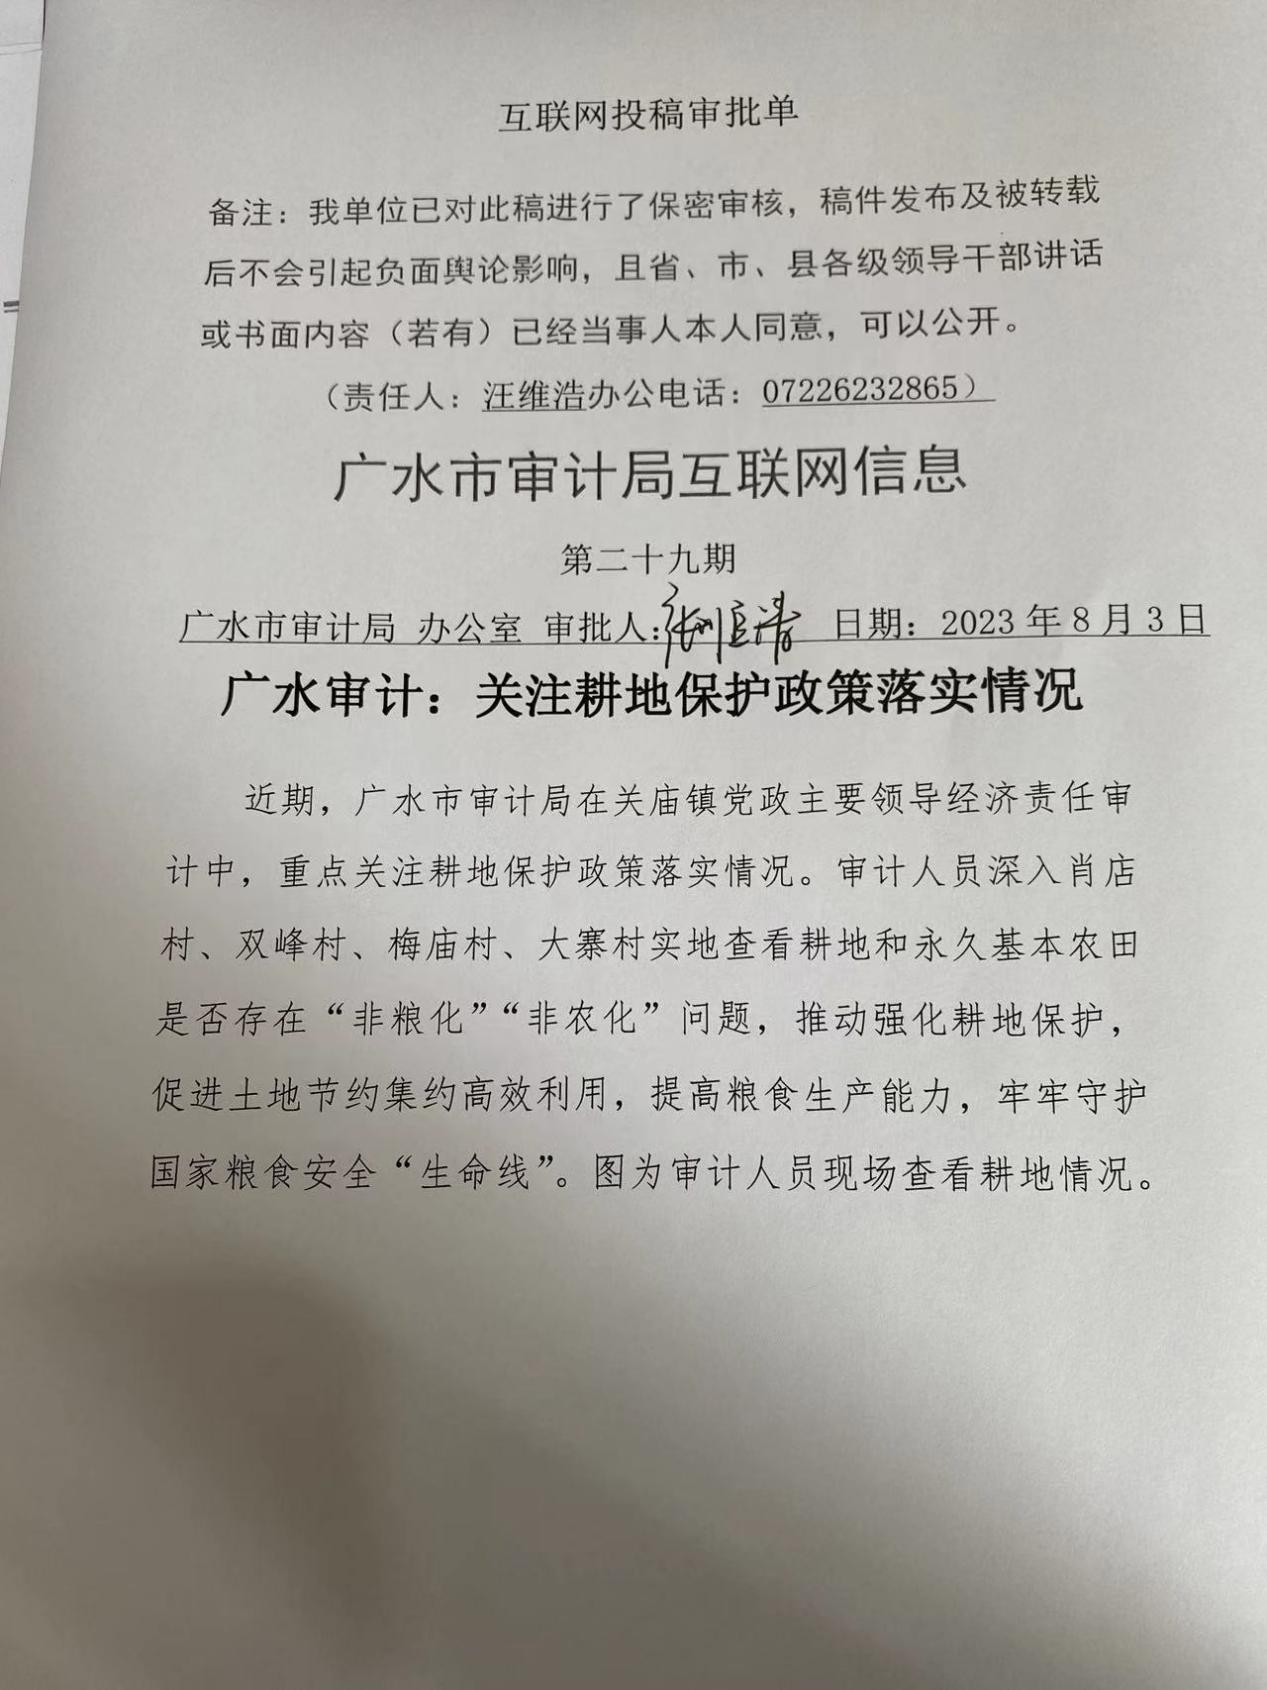 互联网投稿审批单
备注：我单位已对此稿进行了保密审核，稿件发布及被转载
后不会引起负面舆论影响，且省、市、县各级领导干部讲话
或书面内容（若有）已经当事人本人同意，可以公开。
（责任人：汪维浩办公电话：07226232865）
广水市审计局互联网信息
第二十九期
广水市审计局 办公室 审批人： 日期：2023年8月3日
广水审计：关注耕地保护政策落实情况
近期，广水市审计局在关庙镇党政主要领导经济责任审
计中，重点关注耕地保护政策落实情况。审计人员深入肖店
村、双峰村、梅庙村、大寨村实地查看耕地和永久基本农田
是否存在“非粮化”“非农化”问题，推动强化耕地保护，
促进土地节约集约高效利用，提高粮食生产能力，牢牢守护
国家粮食安全“生命线”。图为审计人员现场查看耕地情况。